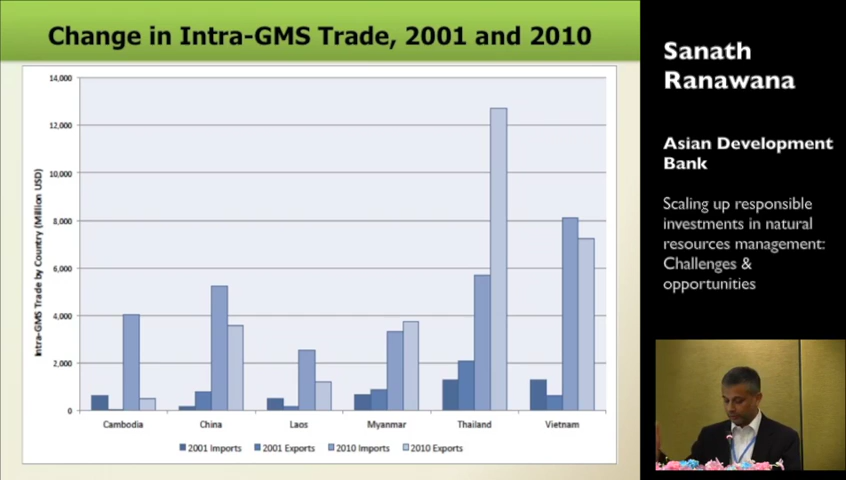 Change in Intra-GMS Trade, 2001 and 2010
14,000
12,000
10,000
8,000
6,000
4,000
2,000
0
Intra-GMS Trade by Country (Million USD)
Cambodia
China
Laos
Myanmar
Thailand
Vietnam
2001 Imports
2001 Exports
2010 Imports
2010 Exports
Sanath
Ranawana
Asian Development
Bank
Scaling up responsible
investments in natural
resources management:
Challenges &
opportunities